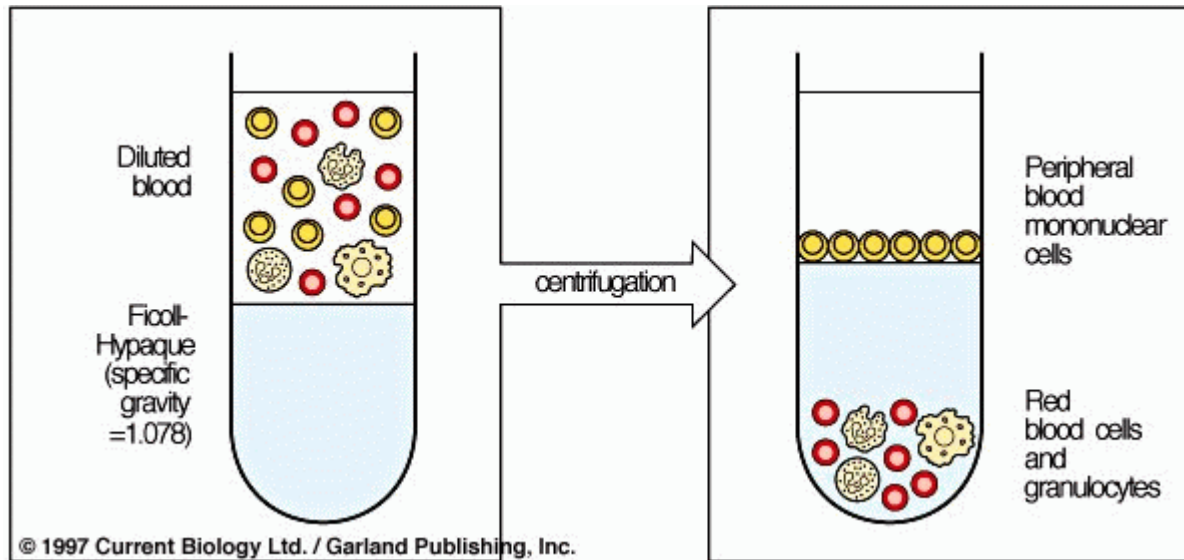 Diluted
blood
Ficoll-
Hypaque
(specific
gravity
=1.078)
centrifugation
Peripheral
blood
mononuclear
cells
Red
blood cells
and
granulocytes
© 1997 Current Biology Ltd. / Garland Publishing, Inc.